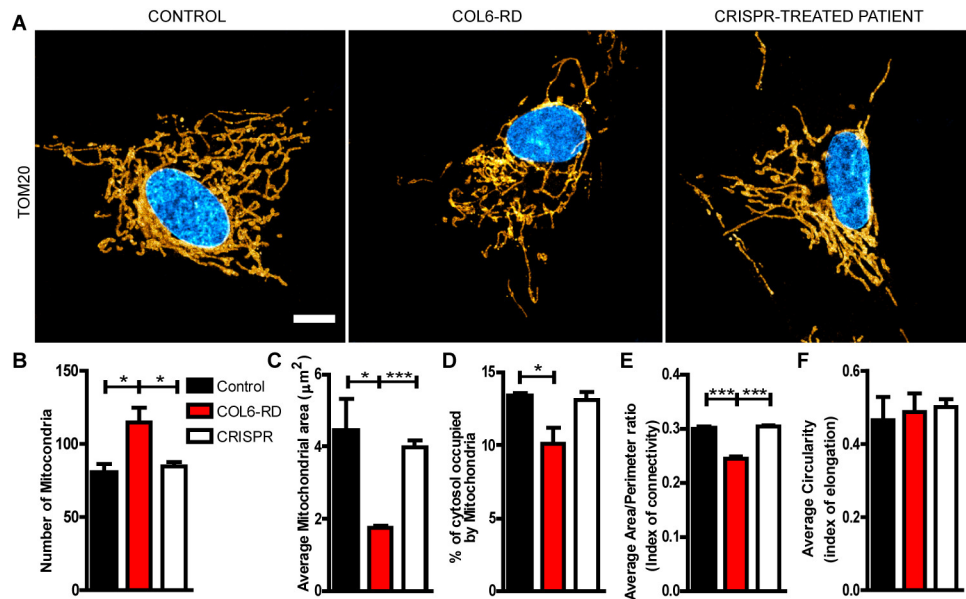 CONTROL
COL6-RD
CRISPR-TREATED PATIENT
A
TOM20
B
Number of Mitocondria
150
100
50
0
*
*
Control
COL6-RD
CRISPR
C
Average Mitochondrial area (μm²)
6
4
2
0
*
***
D
% of cytosol occupied
by Mitochondria
15
10
5
0
*
E
Average Area/Perimeter ratio
(Index of connectivity)
0.4
0.3
0.2
0.1
0.0
***
***
F
Average Circularity
(index of elongation)
0.6
0.4
0.2
0.0